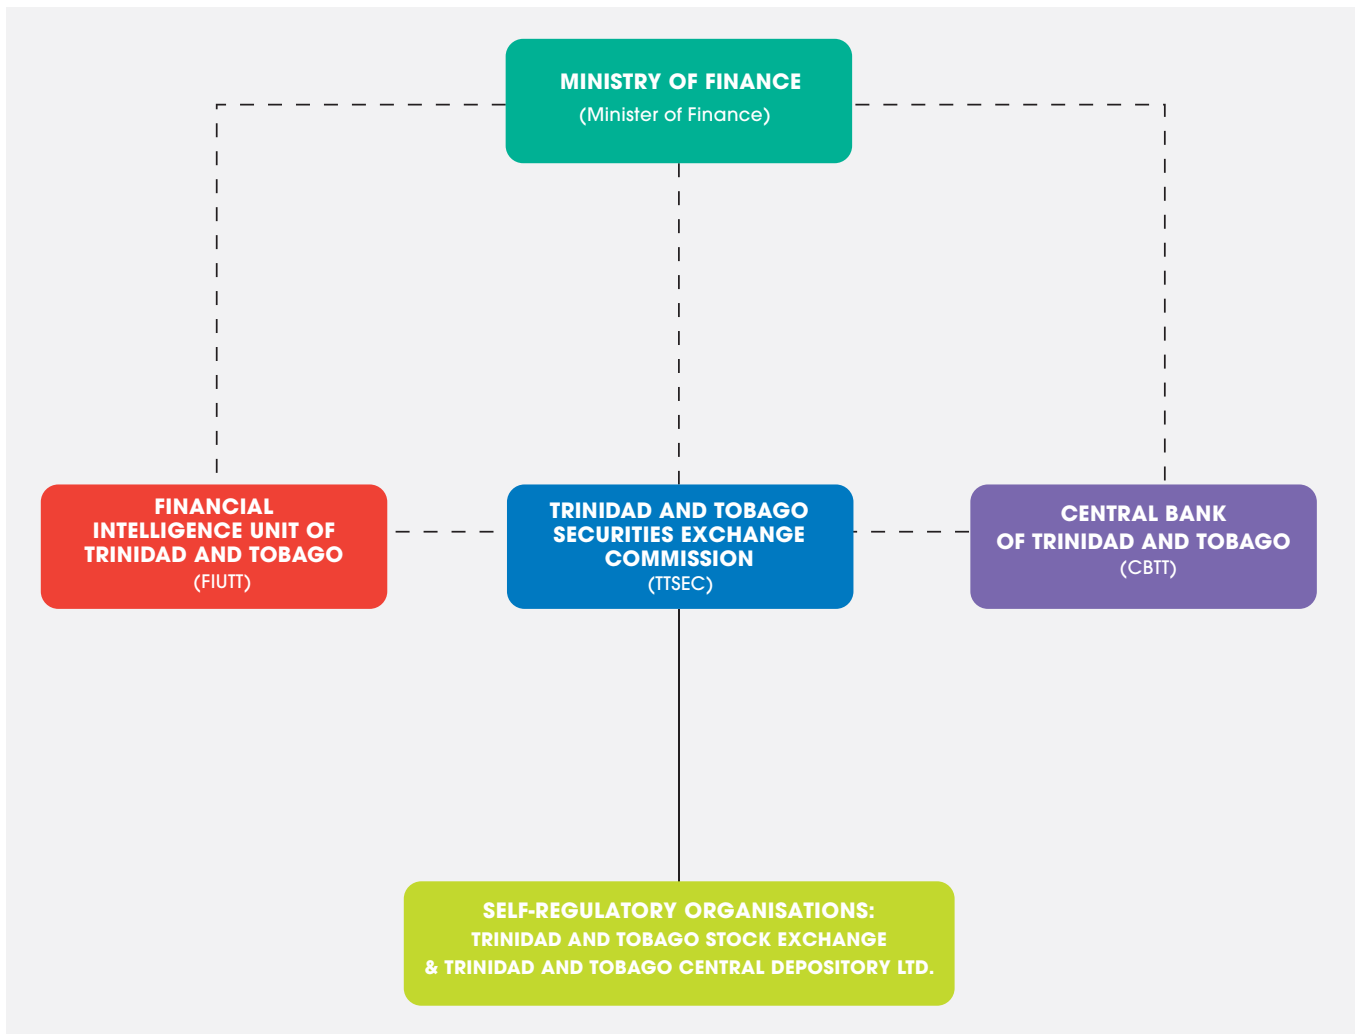 MINISTRY OF FINANCE
(Minister of Finance)
FINANCIAL
INTELLIGENCE UNIT OF
TRINIDAD AND TOBAGO
(FIUTT)
TRINIDAD AND TOBAGO
SECURITIES EXCHANGE
COMMISSION
(TTSEC)
CENTRAL BANK
OF TRINIDAD AND TOBAGO
(CBTT)
SELF-REGULATORY ORGANISATIONS:
TRINIDAD AND TOBAGO STOCK EXCHANGE
& TRINIDAD AND TOBAGO CENTRAL DEPOSITORY LTD.